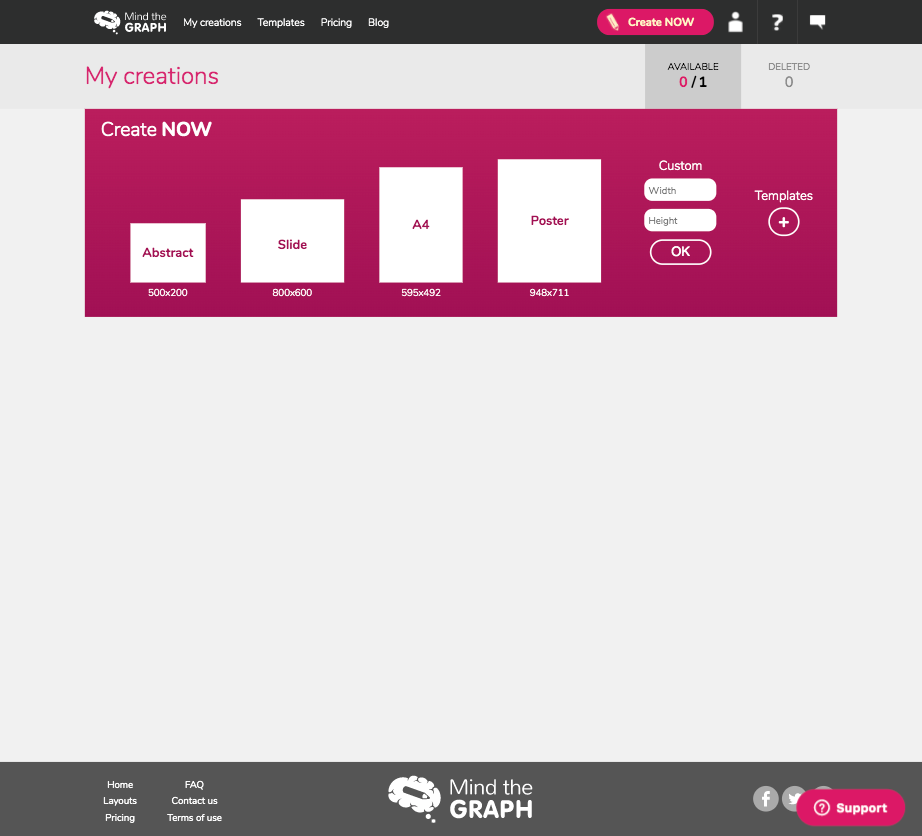 Mind the
GRAPH
My creations
Templates
Pricing
Blog
Create NOW
?
My creations
AVAILABLE
0 / 1
DELETED
0
Create NOW
Abstract
500x200
Slide
800x600
A4
595x492
Poster
948x711
Custom
Width
Height
OK
Templates
+
Home
FAQ
Layouts
Contact us
Pricing
Terms of use
Mind the
GRAPH
f
? Support